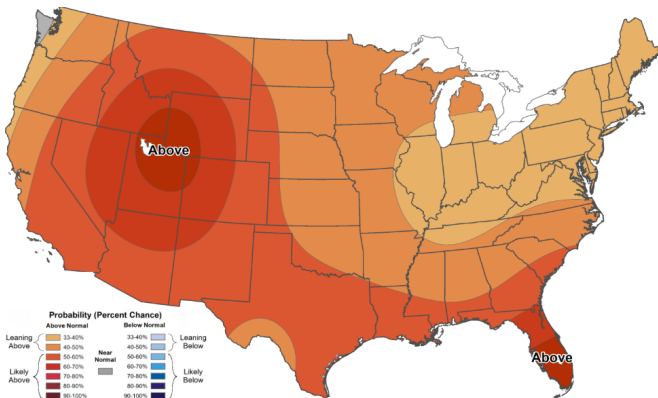 Above
Above
Probability (Percent Chance)
Above Normal Below Normal
Leaning Above 33-40% 33-40% Leaning Below
40-50% 40-50%
Likely Above 50-60% Near Normal 50-60% Likely Below
60-70% 60-70%
70-80% 70-80%
80-90% 80-90%
90-100% 90-100%